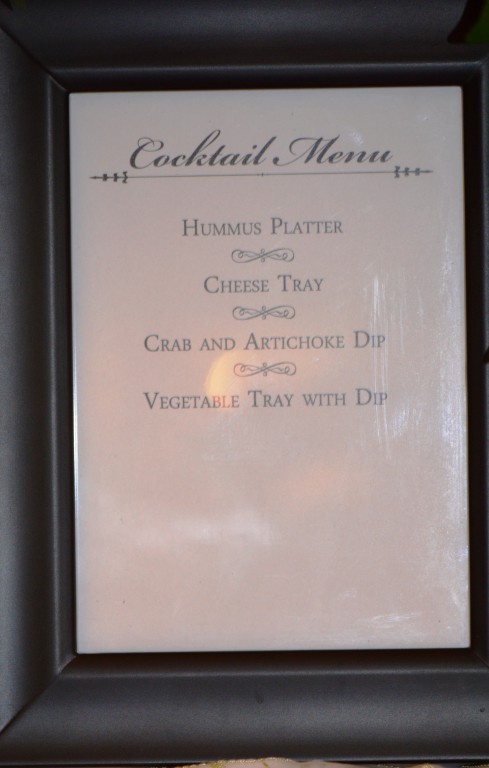 Cocktail Menu
Hummus Platter
Cheese Tray
Crab and Artichoke Dip
Vegetable Tray with Dip